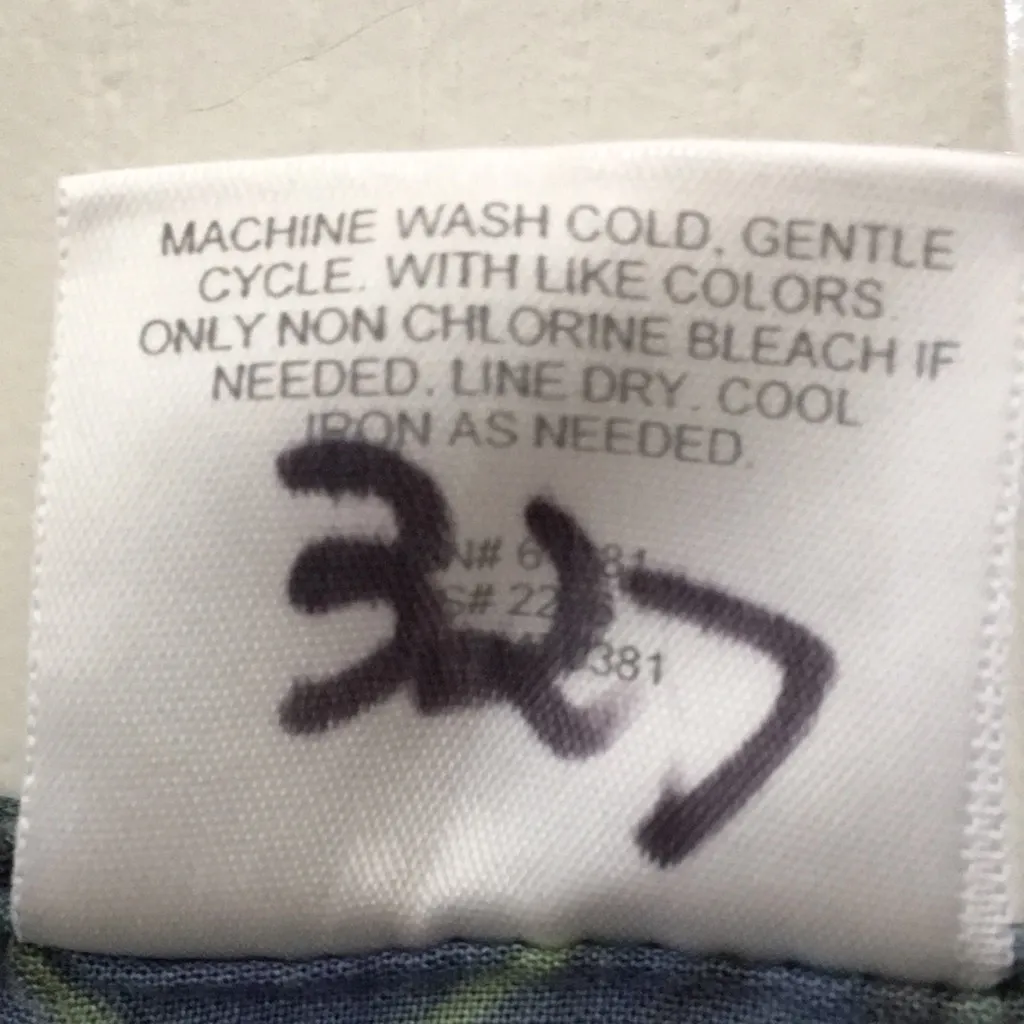 MACHINE WASH COLD. GENTLE
CYCLE. WITH LIKE COLORS.
ONLY NON CHLORINE BLEACH IF
NEEDED. LINE DRY. COOL
IRON AS NEEDED.
327